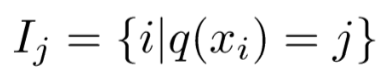 I_j = {i|q(x_i) = j}